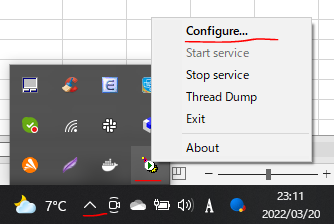 Configure...
Start service
Stop service
Thread Dump
Exit
About
7°C
A
23:11
2022/03/20